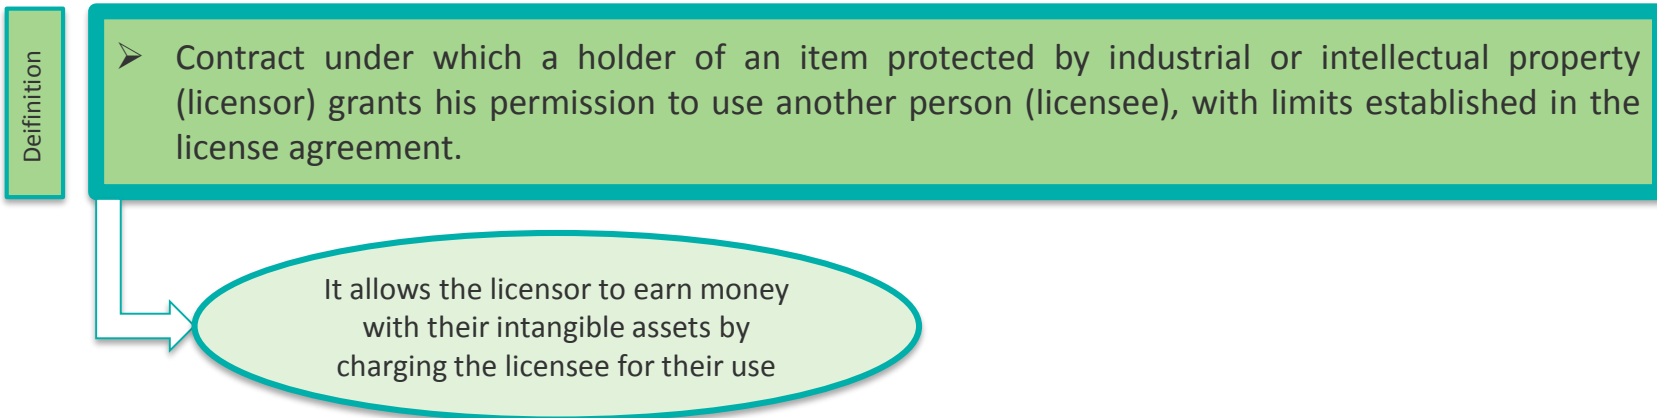 Deifinition
➢ Contract under which a holder of an item protected by industrial or intellectual property
(licensor) grants his permission to use another person (licensee), with limits established in the
license agreement.
It allows the licensor to earn money
with their intangible assets by
charging the licensee for their use